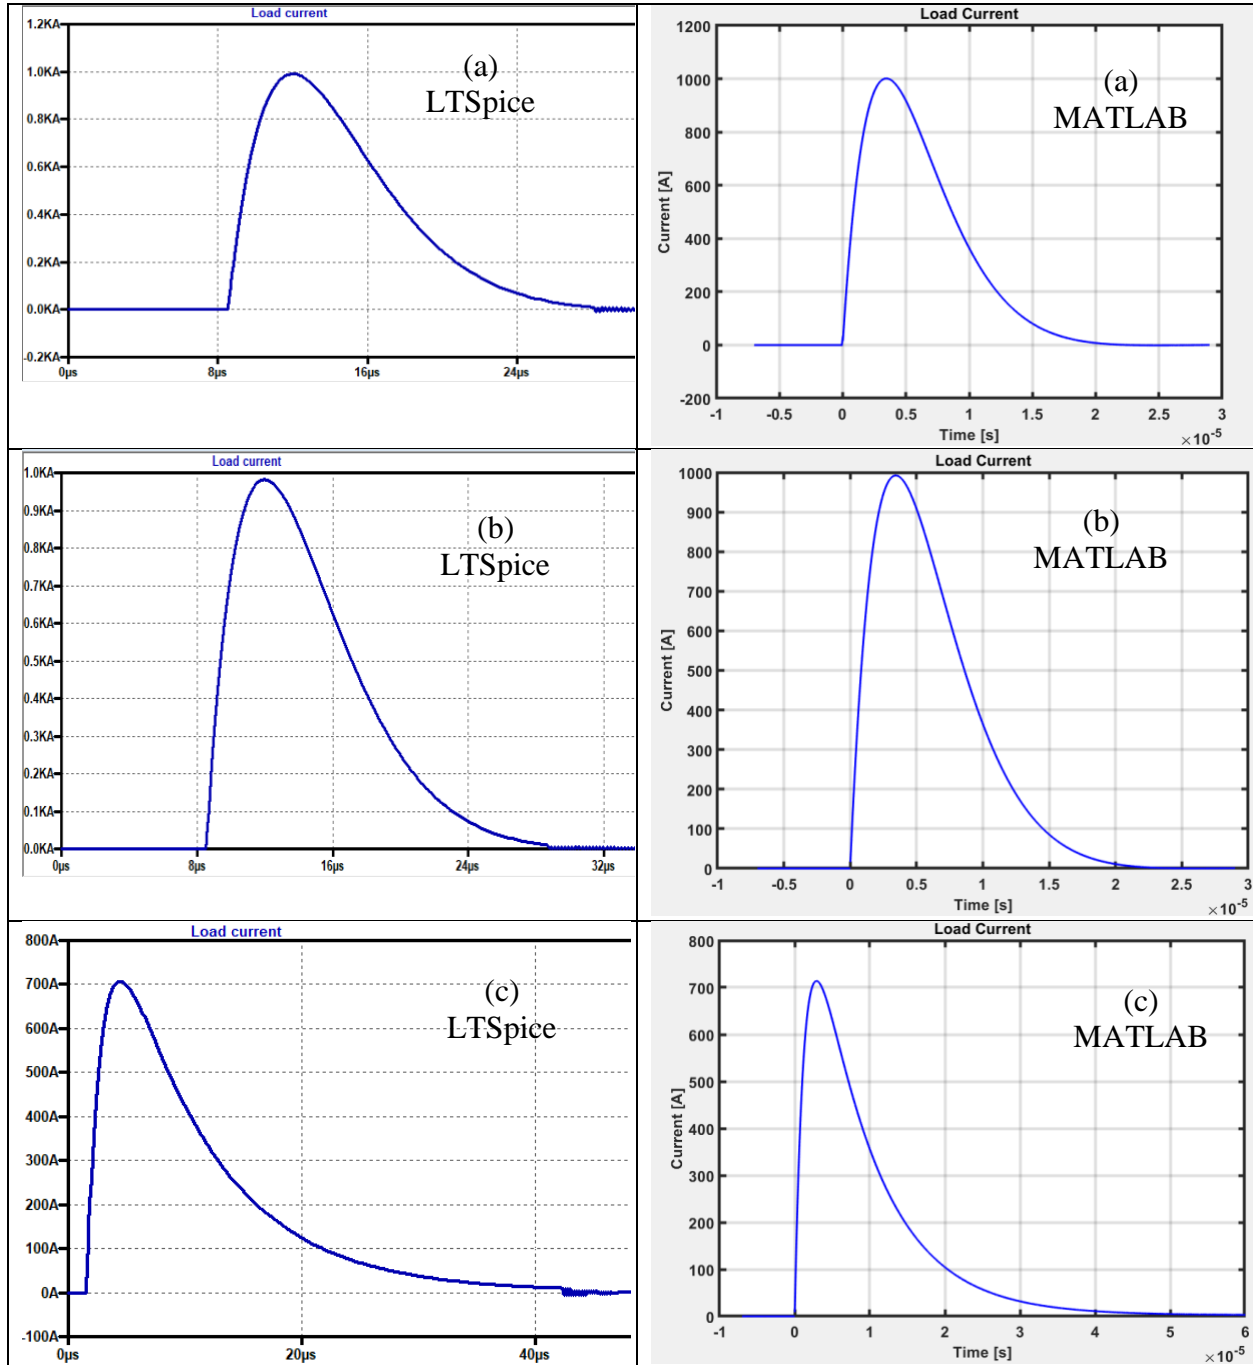 Load current
1.2KA
1.0KA
0.8KA
0.6KA
0.4KA
0.2KA
0.0KA
-0.2KA
0µs 8µs 16µs 24µs
(a)
LTSpice
Load Current
1200
1000
800
600
400
200
0
-200
Current [A]
-1 -0.5 0 0.5 1 1.5 2 2.5 3
Time [s]
×10-5
(a)
MATLAB
Load current
1.0KA
0.9KA
0.8KA
0.7KA
0.6KA
0.5KA
0.4KA
0.3KA
0.2KA
0.1KA
0.0KA
0µs 8µs 16µs 24µs 32µs
(b)
LTSpice
Load Current
1000
900
800
700
600
500
400
300
200
100
0
Current [A]
-1 -0.5 0 0.5 1 1.5 2 2.5 3
Time [s]
×10-5
(b)
MATLAB
Load current
800A
700A
600A
500A
400A
300A
200A
100A
0A
-100A
0µs 20µs 40µs
(c)
LTSpice
Load Current
800
700
600
500
400
300
200
100
0
Current [A]
-1 0 1 2 3 4 5 6
Time [s]
×10-5
(c)
MATLAB